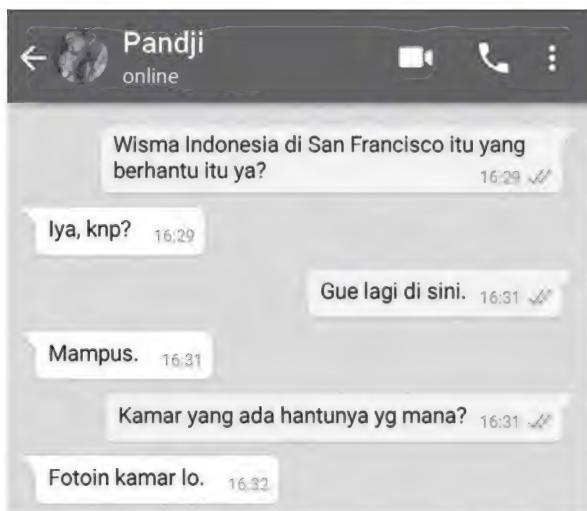 Pandji
online
Wisma Indonesia di San Francisco itu yang
berhantu itu ya?
16:29
Iya, knp? 16:29
Gue lagi di sini. 16:31
Mampus. 16:31
Kamar yang ada hantunya yg mana? 16:31
Fotoin kamar lo. 16:32